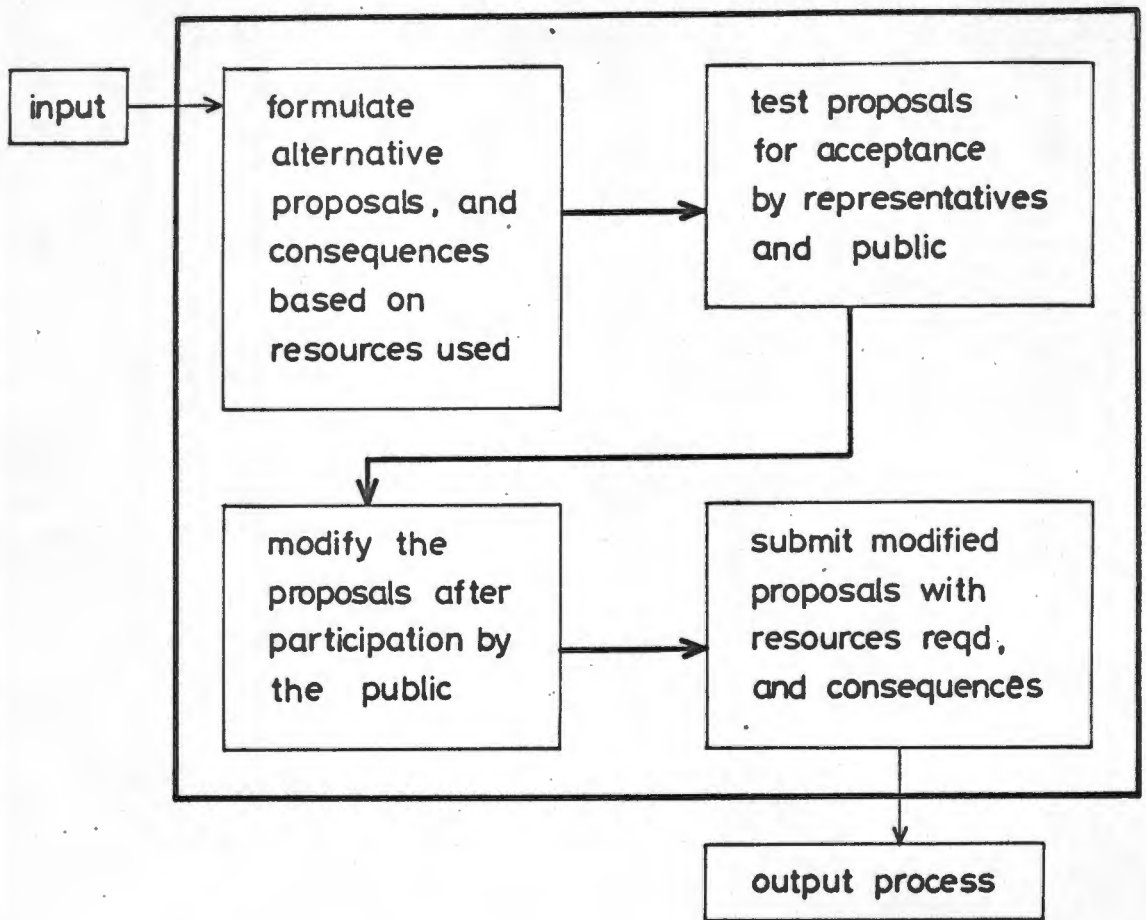 input
formulate
alternative
proposals, and
consequences
based on
resources used
test proposals
for acceptance
by representatives
and public
modify the
proposals after
participation by
the public
submit modified
proposals with
resources reqd,
and consequences
output process